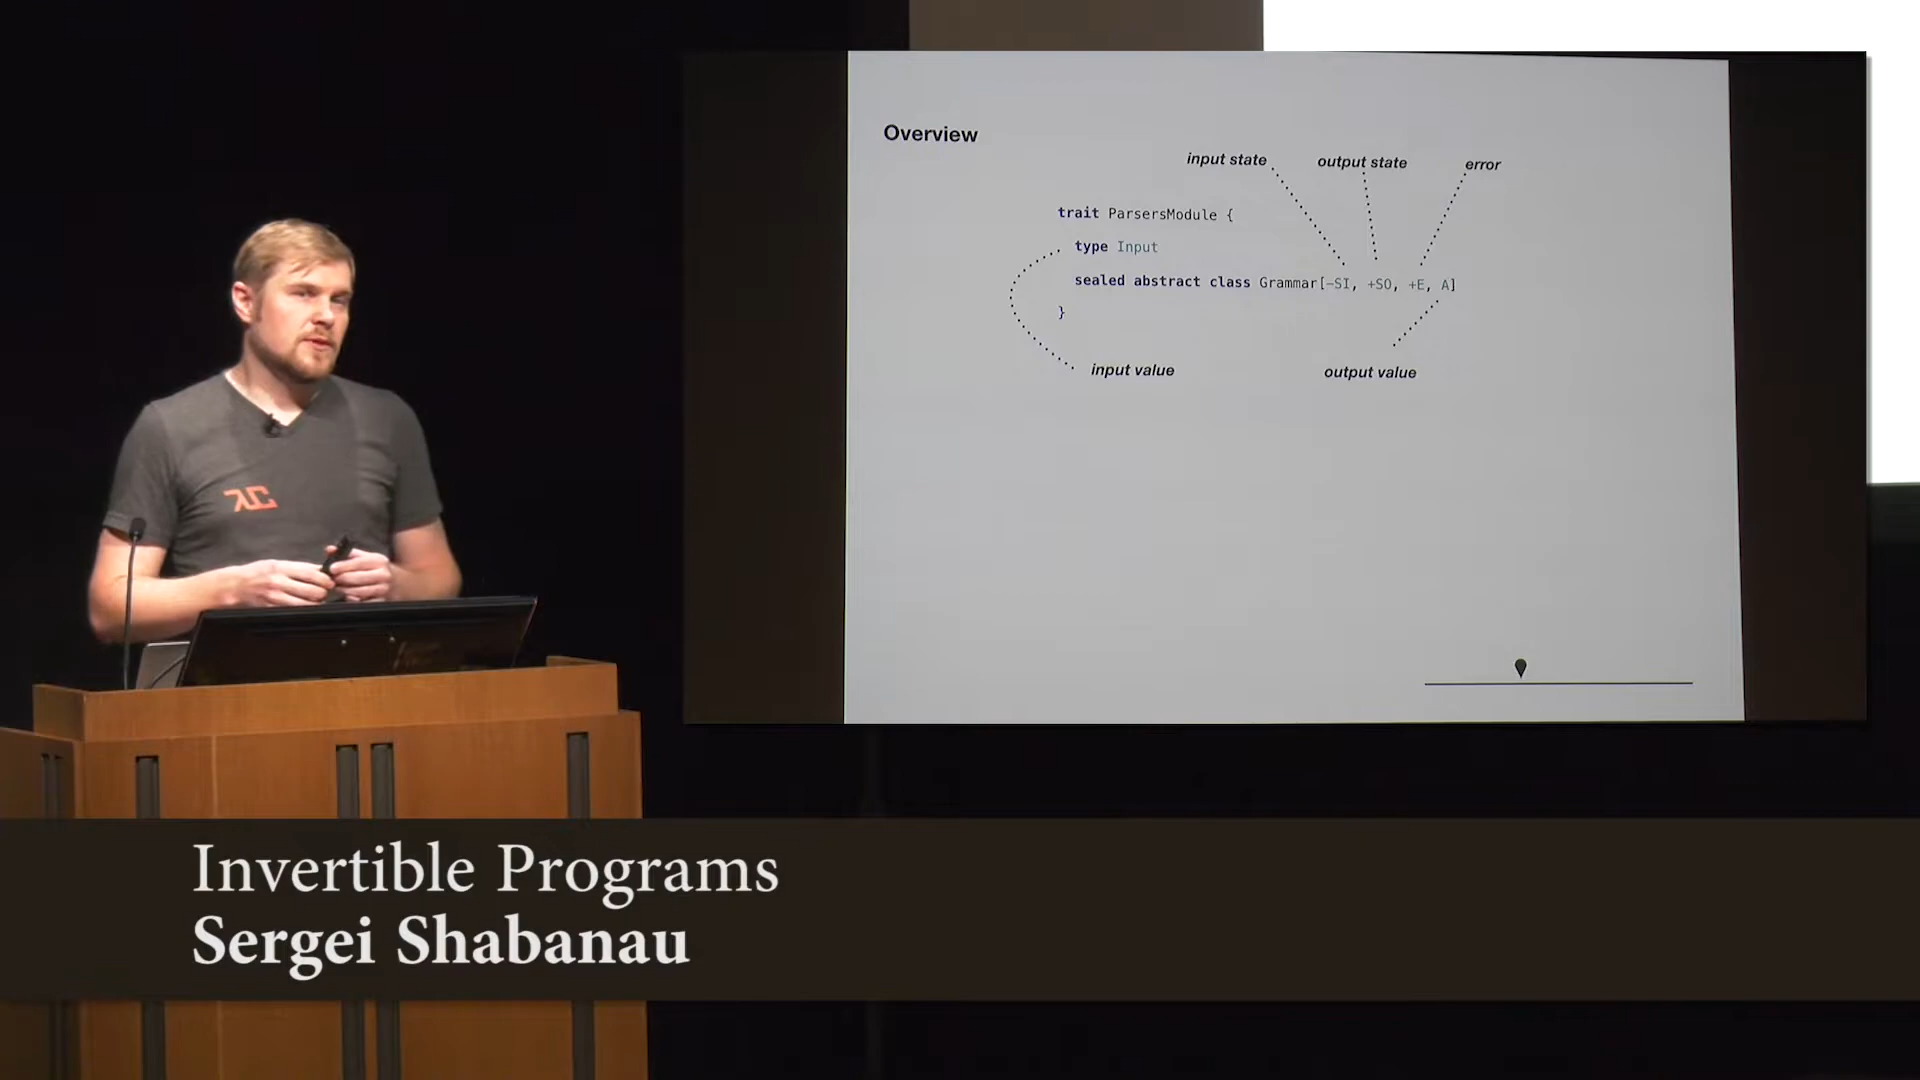 Overview
input state output state error
trait ParsersModule {
type Input
sealed abstract class Grammar[-SI, +SO, +E, A]
}
input value output value
λC
Invertible Programs
Sergei Shabanau